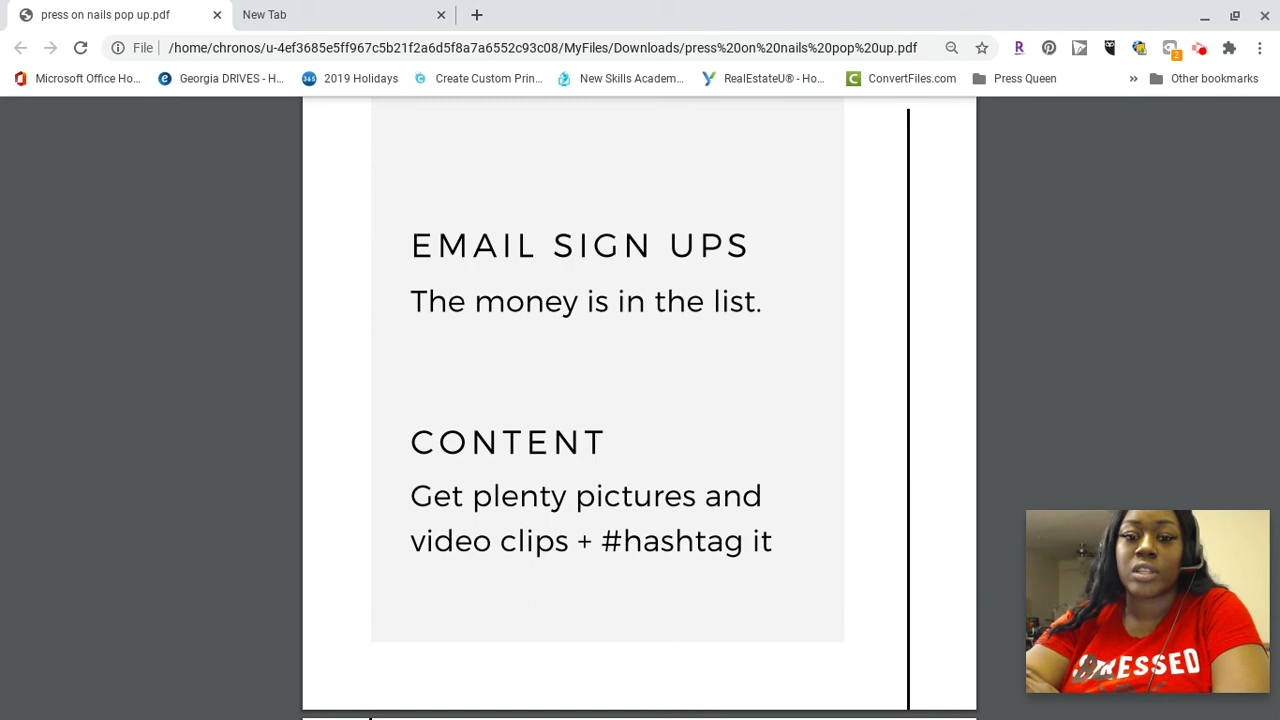 press on nails pop up.pdf
New Tab
File
/home/chronos/u-4ef3685e5ff967c5b21f2a6d5f8a7a6552c93c08/MyFiles/Downloads/press%20on%20nails%20pop%20up.pdf
2
Microsoft Office Ho...
Georgia DRIVES - H...
365
2019 Holidays
Create Custom Prin...
New Skills Academ...
RealEstateU® - Ho...
ConvertFiles.com
Press Queen
Other bookmarks
EMAIL SIGN UPS
The money is in the list.
CONTENT
Get plenty pictures and
video clips + #hashtag it